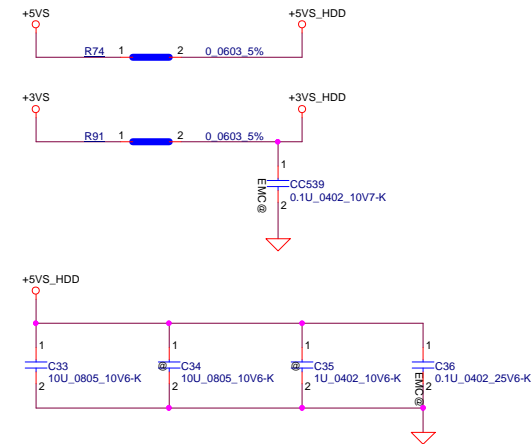 +5VS +5VS_HDD
R74 1 2 0_0603_5%
+3VS +3VS_HDD
R91 1 2 0_0603_5%
1
CC539
0.1U_0402_10V7-K
2
EMC@
+5VS_HDD
1 1 1 1
C33 @ C34 @ C35 C36
10U_0805_10V6-K 10U_0805_10V6-K 1U_0402_10V6-K 0.1U_0402_25V6-K
2 2 2 2
EMC@